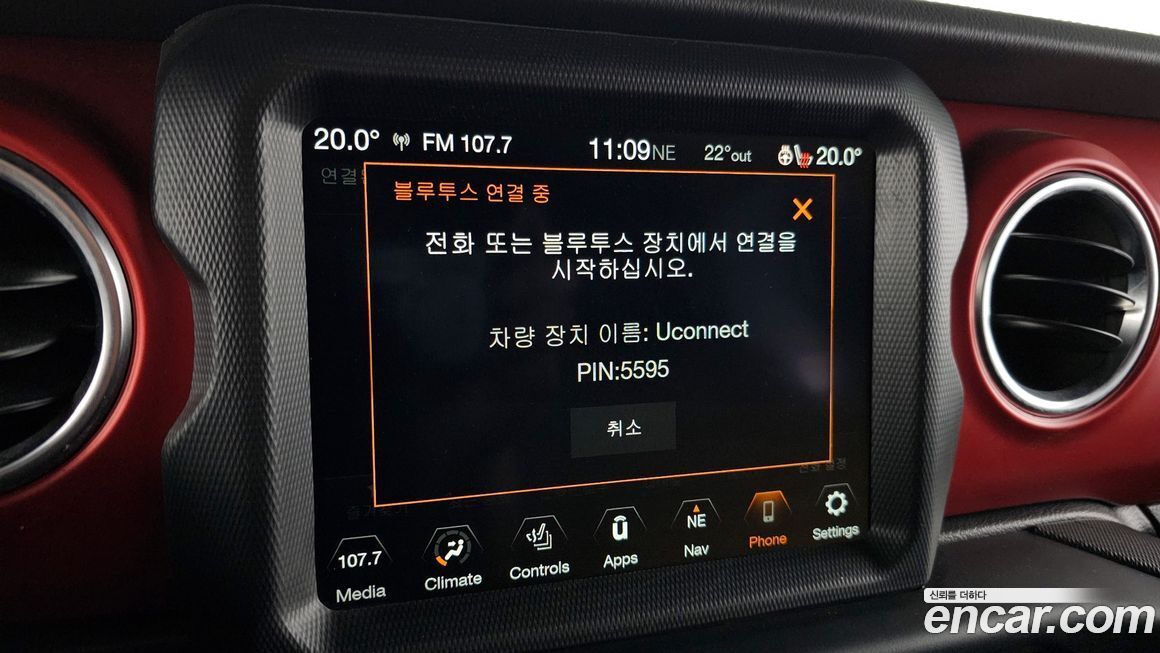 20.0° FM 107.7 11:09 NE 22°out 20.0°
블루투스 연결 중
전화 또는 블루투스 장치에서 연결을
시작하십시오.
차량 장치 이름: Uconnect
PIN:5595
취소
107.7 NE
Media Climate Controls Apps Nav Phone Settings
신뢰를 더하다
encar.com